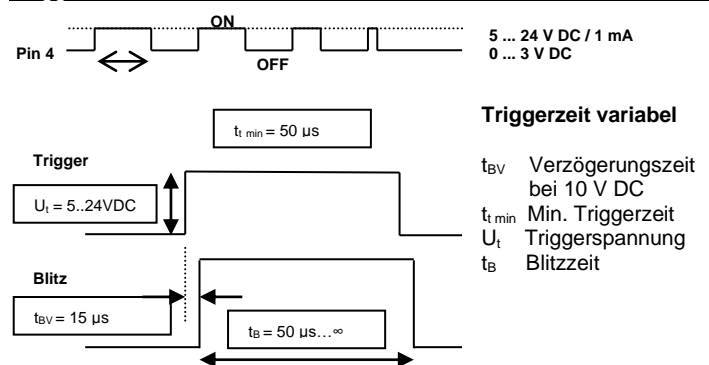 ON
Pin 4
OFF
5 ... 24 V DC / 1 mA
0 ... 3 V DC
t t min = 50 µs
Trigger
Ut = 5..24VDC
Blitz
tBV = 15 µs
tB = 50 µs…∞
Triggerzeit variabel
tBV Verzögerungszeit
bei 10 V DC
t t min Min. Triggerzeit
Ut Triggerspannung
tB Blitzzeit